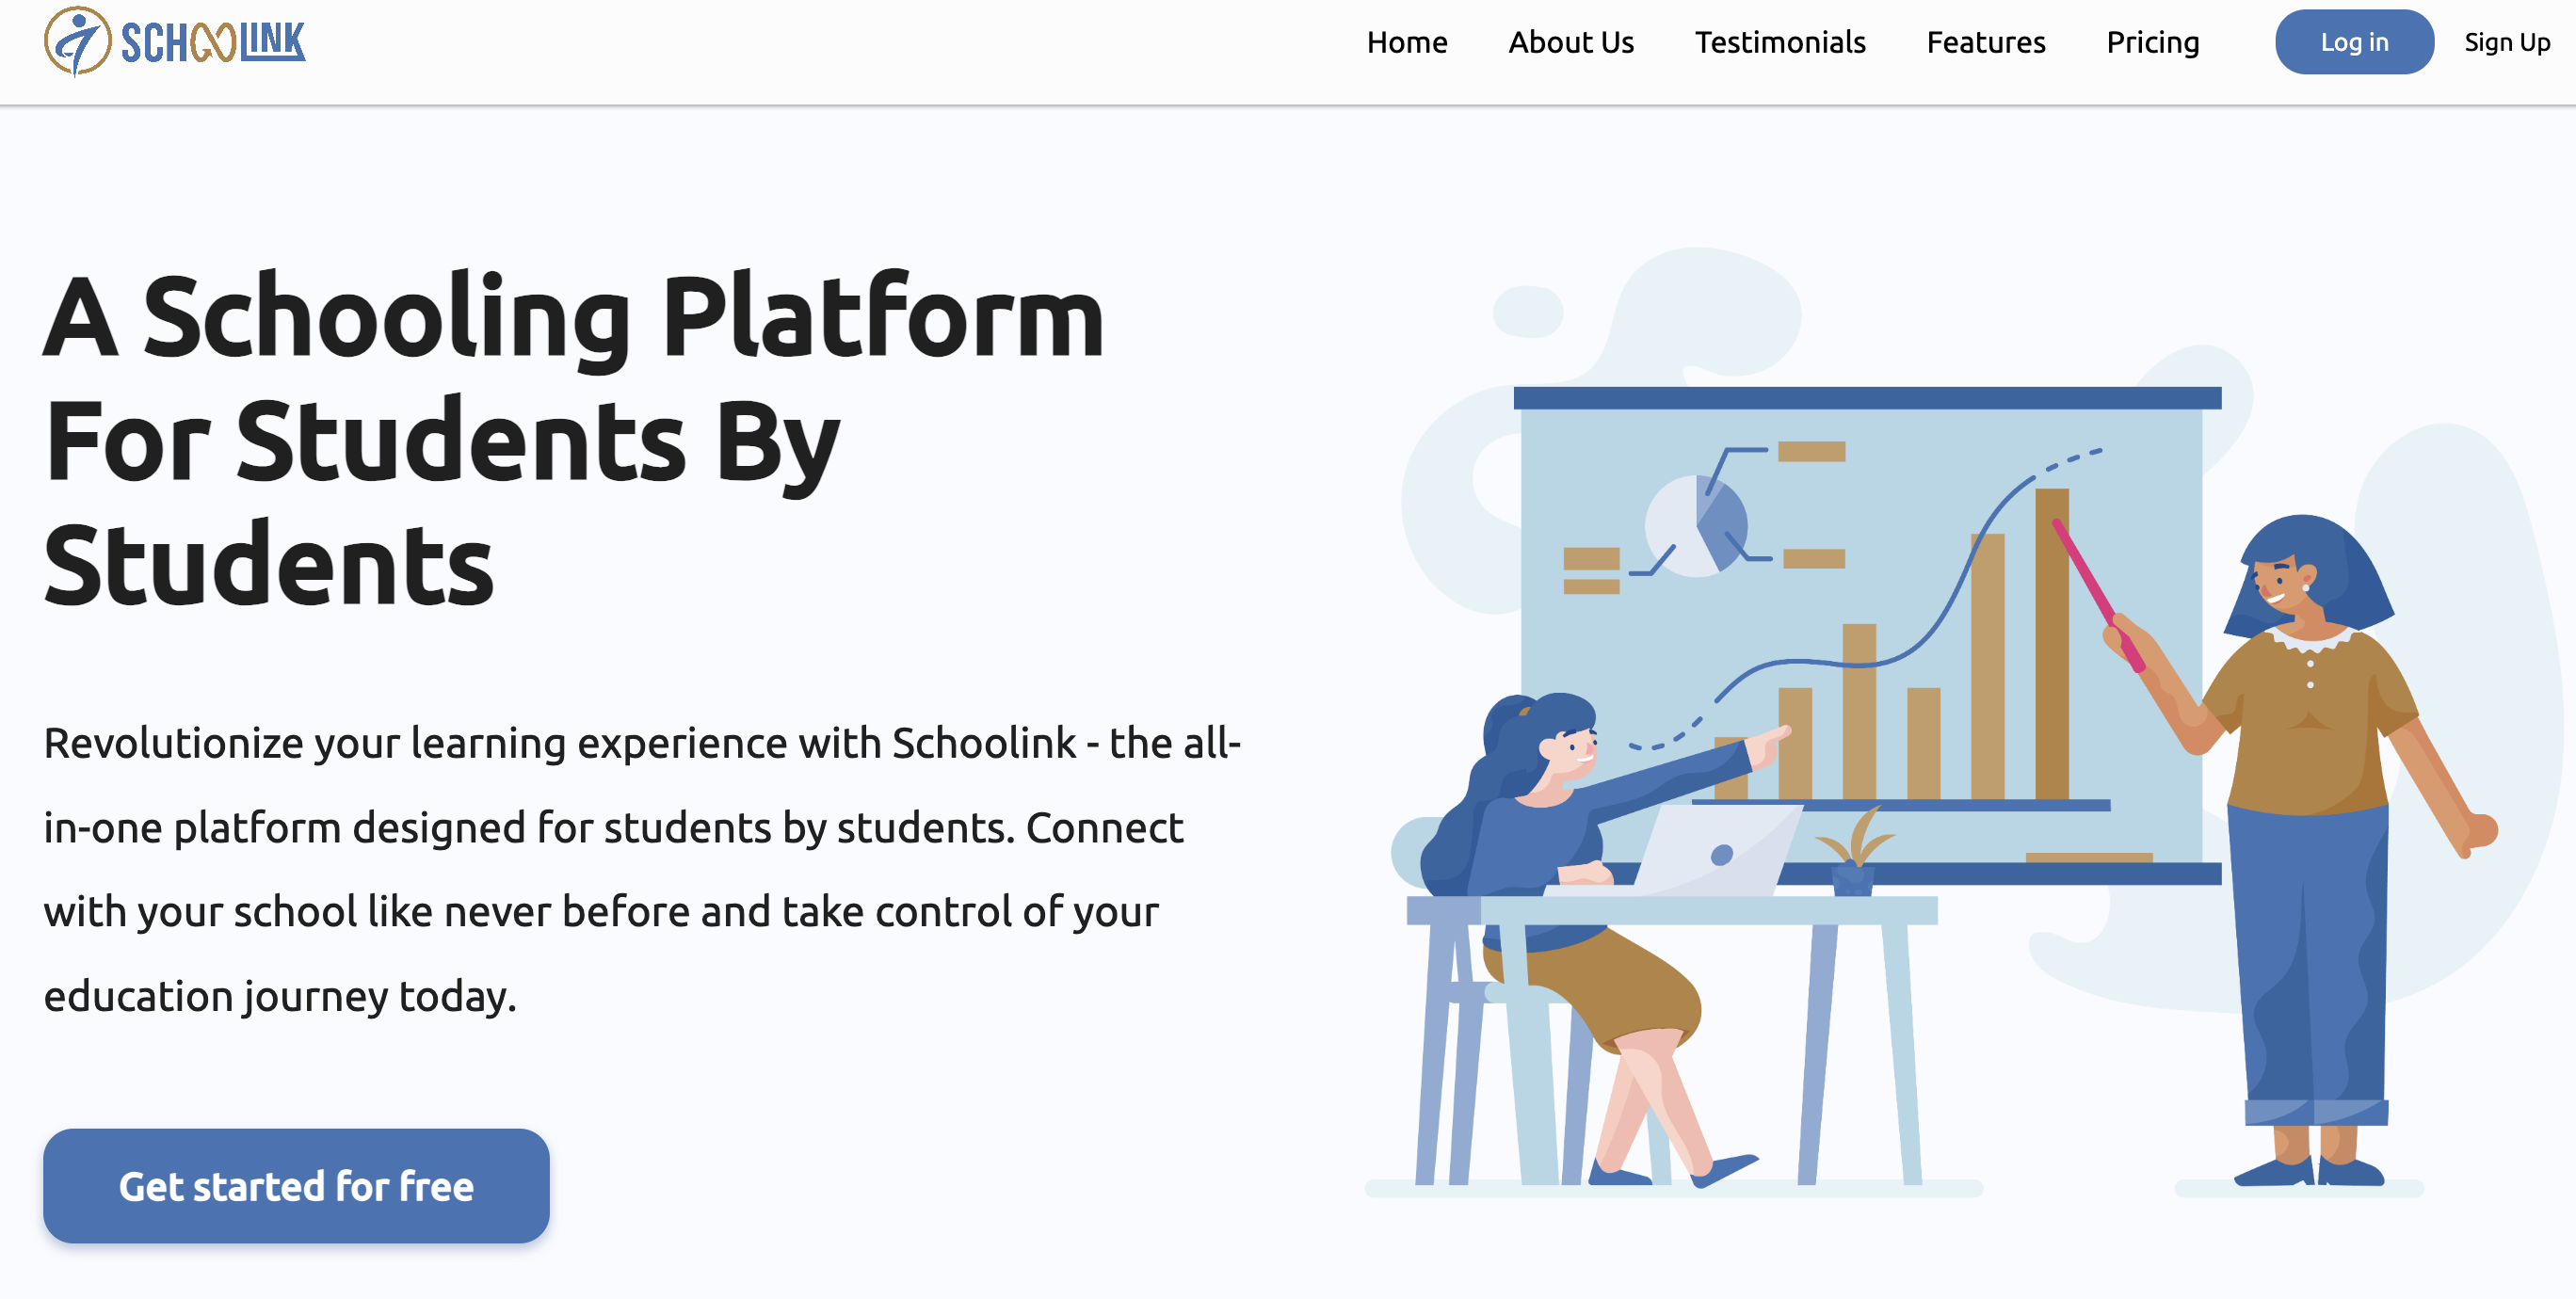 SCHOOLINK
Home
About Us
Testimonials
Features
Pricing
Log in
Sign Up
A Schooling Platform
For Students By
Students
Revolutionize your learning experience with Schoolink - the all-
in-one platform designed for students by students. Connect
with your school like never before and take control of your
education journey today.
Get started for free